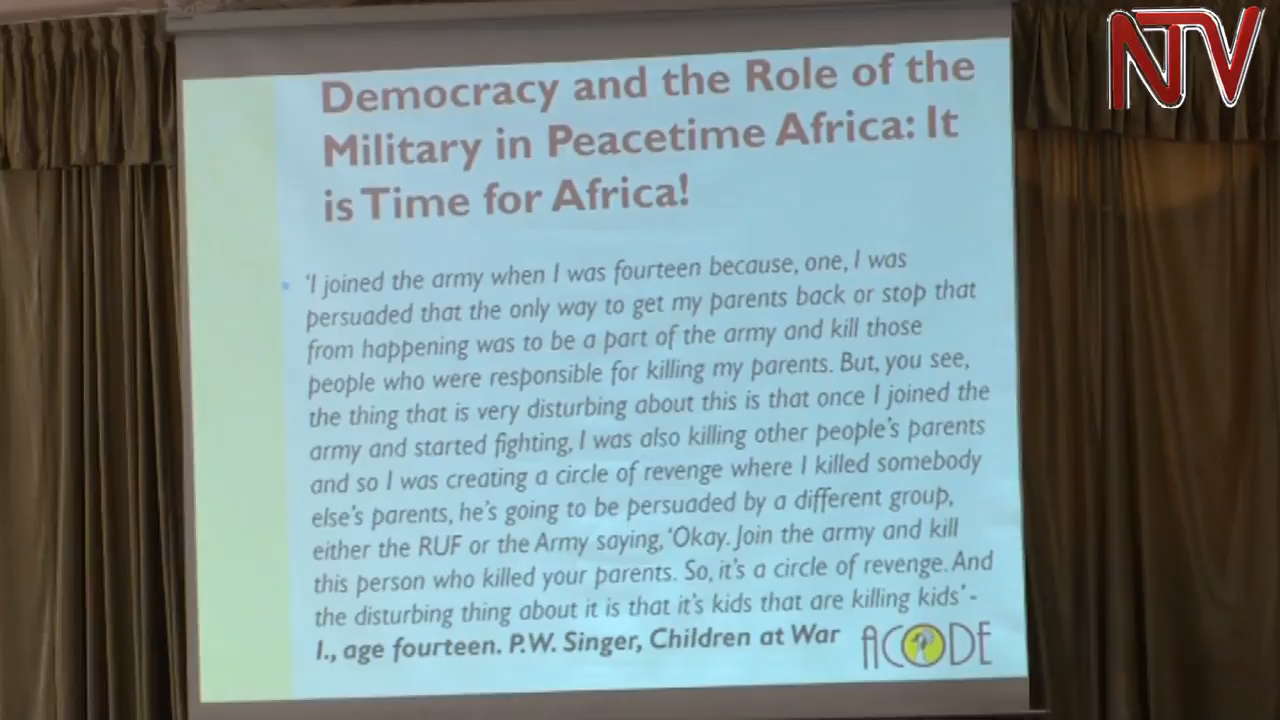 NTV
Democracy and the Role of the
Military in Peacetime Africa: It
is Time for Africa!
'I joined the army when I was fourteen because, one, I was
persuaded that the only way to get my parents back or stop that
from happening was to be a part of the army and kill those
people who were responsible for killing my parents. But, you see,
the thing that is very disturbing about this is that once I joined the
army and started fighting, I was also killing other people's parents
and so I was creating a circle of revenge where I killed somebody
else's parents, he's going to be persuaded by a different group,
either the RUF or the Army saying, 'Okay. Join the army and kill
this person who killed your parents. So, it's a circle of revenge. And
the disturbing thing about it is that it's kids that are killing kids' -
I., age fourteen. P.W. Singer, Children at War
ACODE